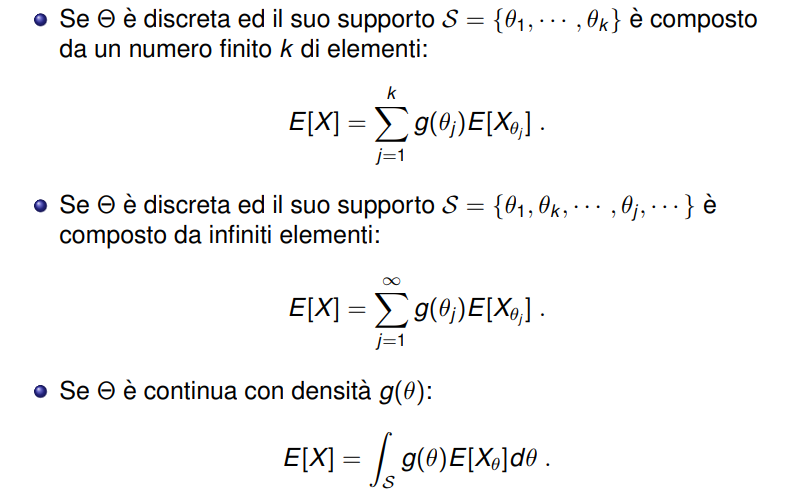 Se Θ è discreta ed il suo supporto 𝒮 = {θ₁, ··· , θₖ} è composto
da un numero finito k di elementi:
E[X] = ∑_{j=1}^{k} g(θⱼ)E[X_{θⱼ}] .
Se Θ è discreta ed il suo supporto 𝒮 = {θ₁, θₖ, ··· , θⱼ, ···} è
composto da infiniti elementi:
E[X] = ∑_{j=1}^{∞} g(θⱼ)E[X_{θⱼ}] .
Se Θ è continua con densità g(θ):
E[X] = ∫_𝒮 g(θ)E[X_θ]dθ .